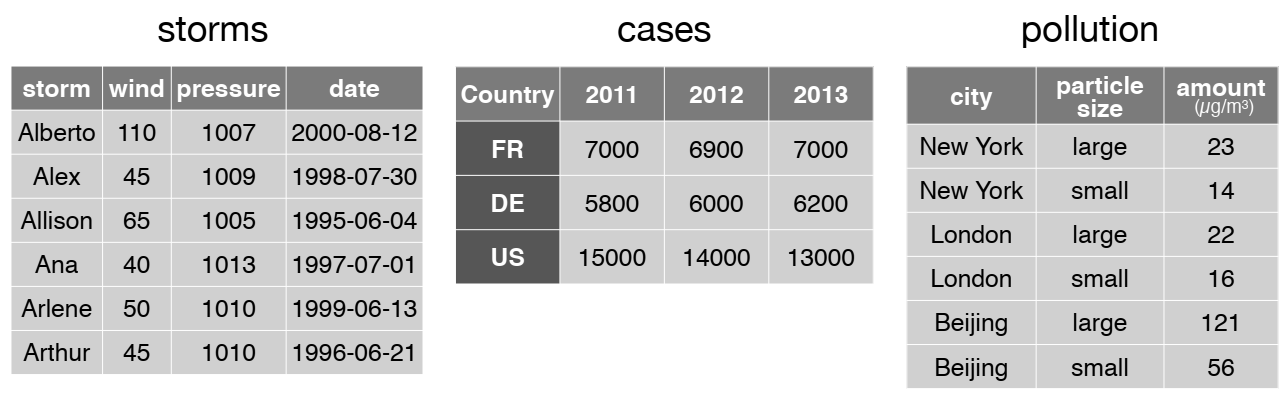 storms
storm wind pressure date
Alberto 110 1007 2000-08-12
Alex 45 1009 1998-07-30
Allison 65 1005 1995-06-04
Ana 40 1013 1997-07-01
Arlene 50 1010 1999-06-13
Arthur 45 1010 1996-06-21
cases
Country 2011 2012 2013
FR 7000 6900 7000
DE 5800 6000 6200
US 15000 14000 13000
pollution
city particle size amount (µg/m³)
New York large 23
New York small 14
London large 22
London small 16
Beijing large 121
Beijing small 56